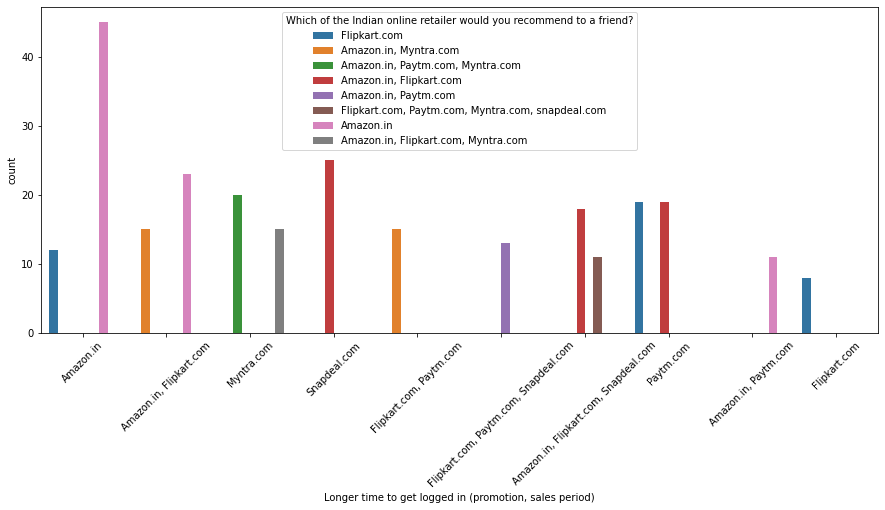 Which of the Indian online retailer would you recommend to a friend?
Flipkart.com
Amazon.in, Myntra.com
Amazon.in, Paytm.com, Myntra.com
Amazon.in, Flipkart.com
Amazon.in, Paytm.com
Flipkart.com, Paytm.com, Myntra.com, snapdeal.com
Amazon.in
Amazon.in, Flipkart.com, Myntra.com
count
40
30
20
10
0
Amazon.in
Amazon.in, Flipkart.com
Myntra.com
Snapdeal.com
Flipkart.com, Paytm.com
Flipkart.com, Paytm.com, Snapdeal.com
Amazon.in, Flipkart.com, Snapdeal.com
Paytm.com
Amazon.in, Paytm.com
Flipkart.com
Longer time to get logged in (promotion, sales period)